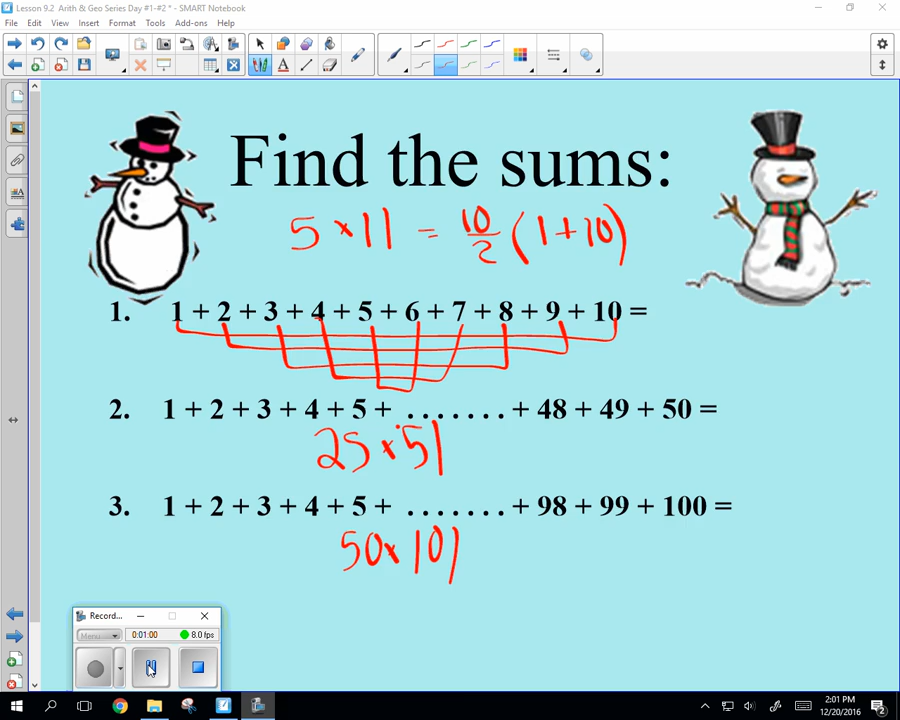 Lesson 9.2 Arith & Geo Series Day #1-#2 * - SMART Notebook
File Edit View Insert Format Tools Add-ons Help
Find the sums:
5 × 11 = 10/2 (1+10)
1. 1 + 2 + 3 + 4 + 5 + 6 + 7 + 8 + 9 + 10 =
2. 1 + 2 + 3 + 4 + 5 + ....... + 48 + 49 + 50 =
25 × 51
3. 1 + 2 + 3 + 4 + 5 + ....... + 98 + 99 + 100 =
50 × 101
Record...
Menu 0:01:00 8.0 fps
2:01 PM
12/20/2016
2